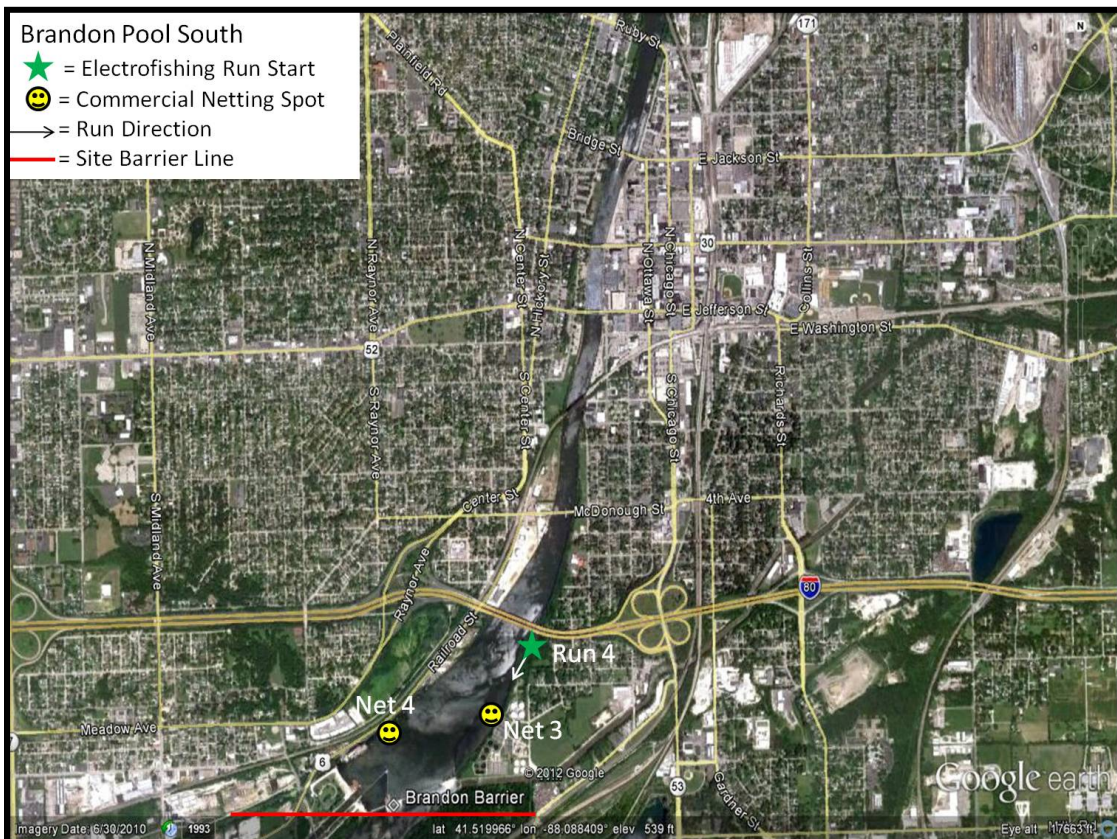 Brandon Pool South
= Electrofishing Run Start
= Commercial Netting Spot
= Run Direction
= Site Barrier Line
Plainfield Rd
Ruby St
171
N
Bridge St
E Jackson St
N Midland Ave
N Raynor Ave
N Center St
N Hickory St
N Ottawa St
N Chicago St
30
Collins St
E Jefferson St
E Washington St
52
S Raynor Ave
S Center St
S Chicago St
Richards St
S Midland Ave
Center St
McDonough St
4th Ave
Raynor Ave
80
Railroad St
Run 4
Net 4
Net 3
Meadow Ave
6
© 2012 Google
Brandon Barrier
53
Gardner St
Google earth
Imagery Date: 6/30/2010
1993
lat 41.519966° lon -88.088409° elev 539 ft
Eye alt 17663 ft